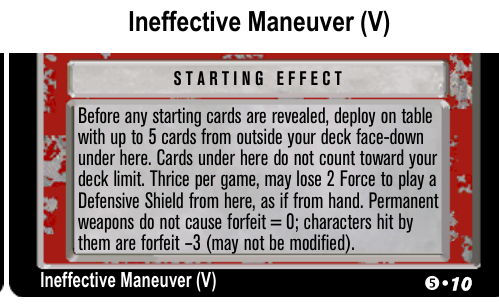 Ineffective Maneuver (V)
STARTING EFFECT
Before any starting cards are revealed, deploy on table
with up to 5 cards from outside your deck face-down
under here. Cards under here do not count toward your
deck limit. Thrice per game, may lose 2 Force to play a
Defensive Shield from here, as if from hand. Permanent
weapons do not cause forfeit = 0; characters hit by
them are forfeit –3 (may not be modified).
Ineffective Maneuver (V)
❺•10